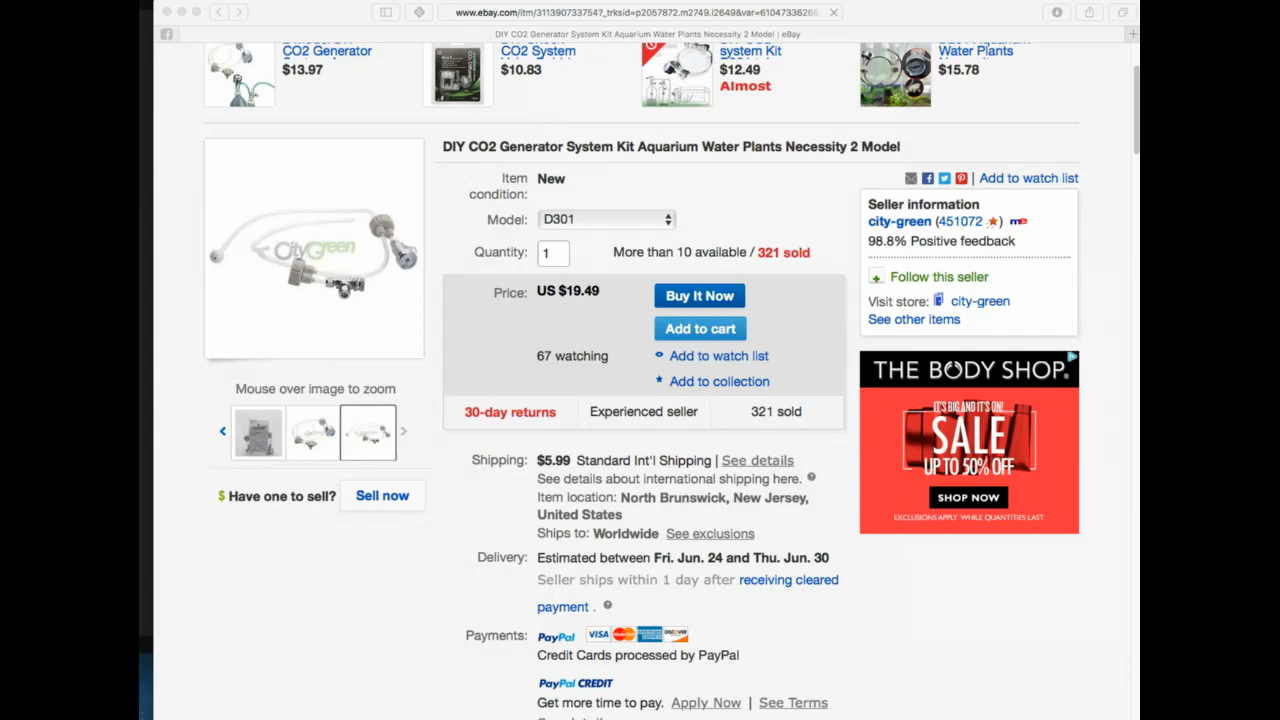 www.ebay.com/itm/311390733754?_trksid=p2057872.m2749.l2649&var=61047336266
DIY CO2 Generator System Kit Aquarium Water Plants Necessity 2 Model | eBay
CO2 Generator
$13.97
CO2 System
$10.83
system Kit
$12.49
Almost
Water Plants
$15.78
DIY CO2 Generator System Kit Aquarium Water Plants Necessity 2 Model
Item condition: New
Model: D301
Quantity: 1 More than 10 available / 321 sold
Price: US $19.49
Buy It Now
Add to cart
67 watching
Add to watch list
Add to collection
30-day returns Experienced seller 321 sold
CityGreen
Mouse over image to zoom
$ Have one to sell? Sell now
Shipping: $5.99 Standard Int'l Shipping | See details
See details about international shipping here.
Item location: North Brunswick, New Jersey,
United States
Ships to: Worldwide See exclusions
Delivery: Estimated between Fri. Jun. 24 and Thu. Jun. 30
Seller ships within 1 day after receiving cleared
payment .
Payments: PayPal VISA
Credit Cards processed by PayPal
PayPal CREDIT
Get more time to pay. Apply Now | See Terms
| Add to watch list
Seller information
city-green (451072 ) me
98.8% Positive feedback
Follow this seller
Visit store: city-green
See other items
THE BODY SHOP.
IT'S BIG AND IT'S ON!
SALE
UP TO 50% OFF
SHOP NOW
EXCLUSIONS APPLY. WHILE QUANTITIES LAST.